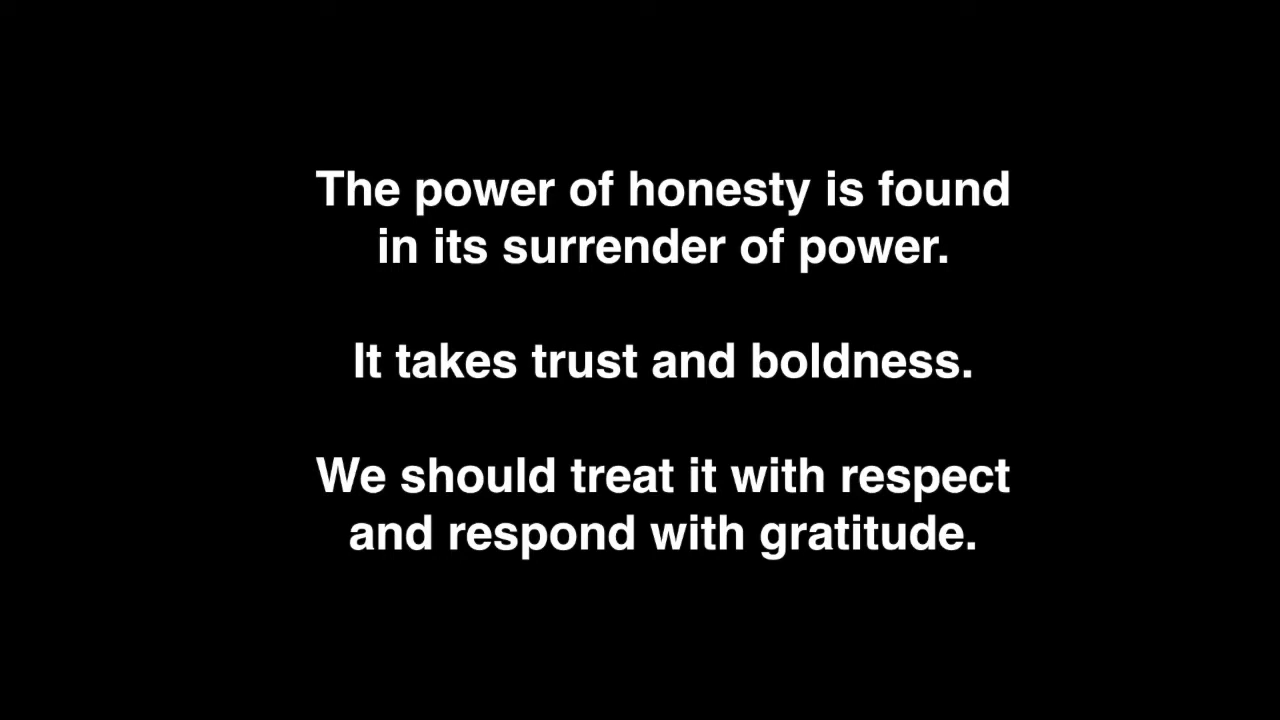 The power of honesty is found
in its surrender of power.
It takes trust and boldness.
We should treat it with respect
and respond with gratitude.